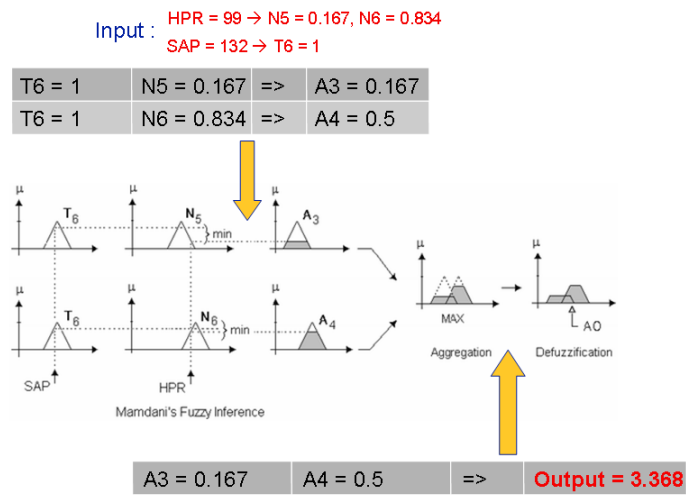 Input : HPR = 99 → N5 = 0.167, N6 = 0.834
SAP = 132 → T6 = 1
T6 = 1 N5 = 0.167 => A3 = 0.167
T6 = 1 N6 = 0.834 => A4 = 0.5
μ μ μ
T6 N5 min A3
μ
MAX
Aggregation
μ
AO
Defuzzification
μ μ μ
T6 N6 min A4
SAP HPR
Mamdani's Fuzzy Inference
A3 = 0.167 A4 = 0.5 => Output = 3.368